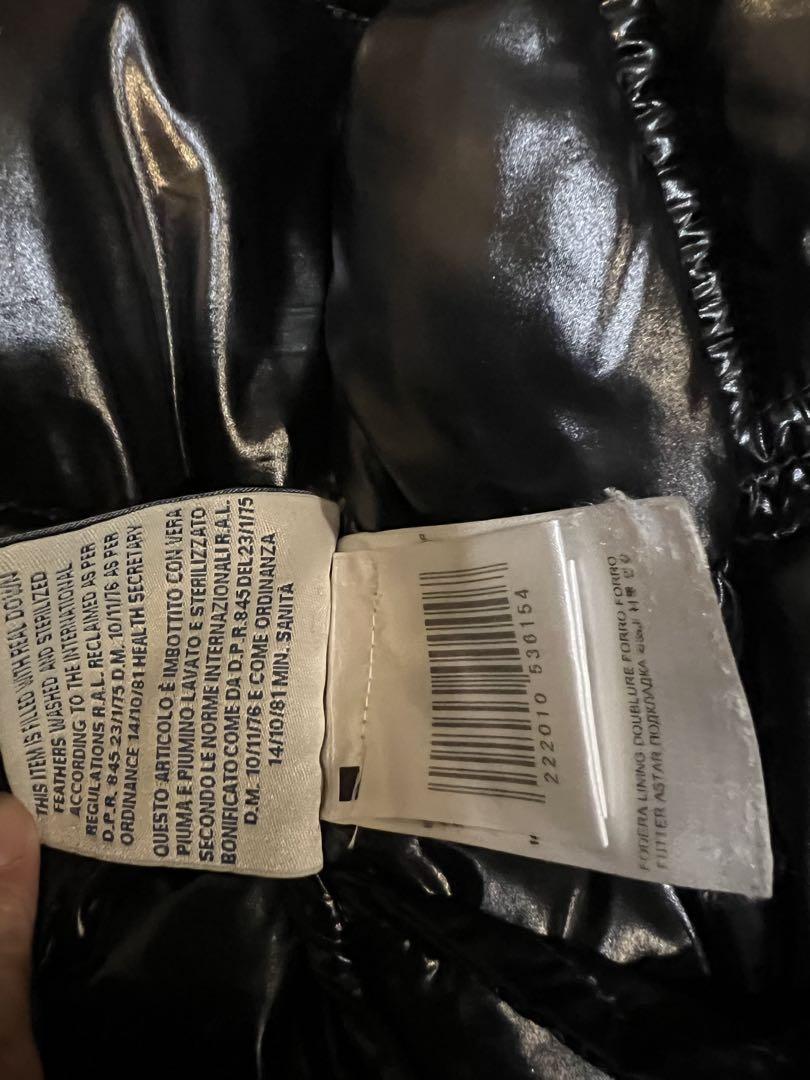 THIS ITEM IS FILLED WITH REAL DOWN
FEATHERS WASHED AND STERILIZED
ACCORDING TO THE INTERNATIONAL
REGULATIONS R.A.L. RECLAIMED AS PER
D.P.R. 845-23/1/75 D.M. 10/11/76 AS PER
ORDINANCE 14/10/81 HEALTH SECRETARY
QUESTO ARTICOLO È IMBOTTITO CON VERA
PIUMA E PIUMINO LAVATO E STERILIZZATO
SECONDO LE NORME INTERNAZIONALI R.A.L.
BONIFICATO COME DA D.P.R. 845 DEL 23/1/75
D.M. 10/11/76 E COME ORDINANZA
14/10/81 MIN. SANITÀ
222010 536154
FODERA LINING DOUBLURE FORRO FORRO
FUTTER ASTAR ПОДКЛАДКА